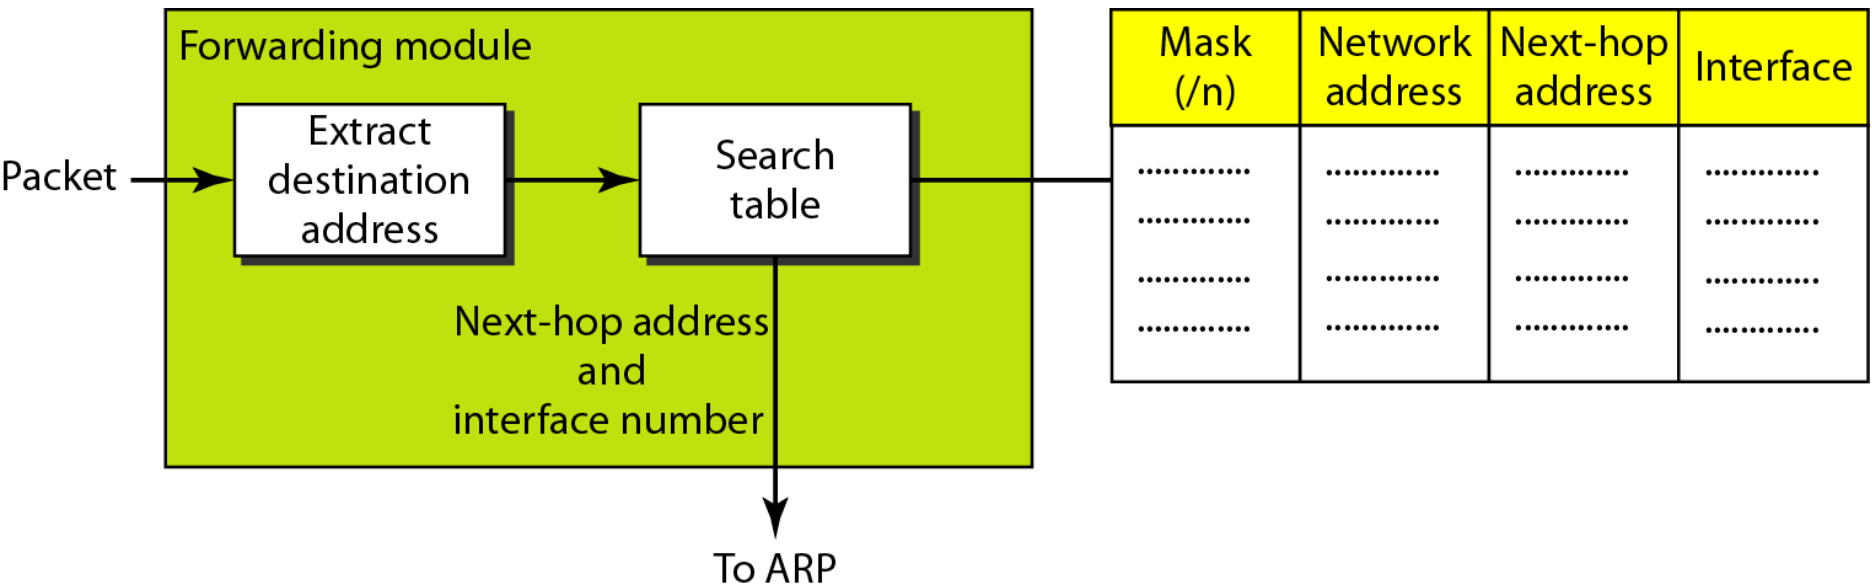 Forwarding module
Packet
Extract
destination
address
Search
table
Next-hop address
and
interface number
To ARP
Mask
(/n)
Network
address
Next-hop
address
Interface